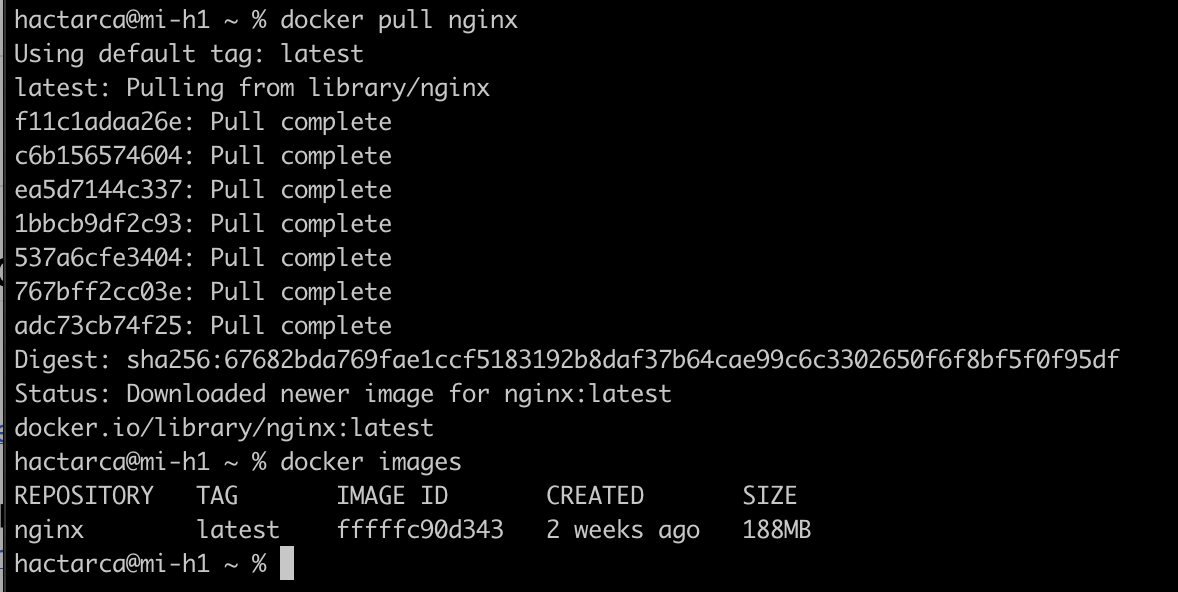 hactarca@mi-h1 ~ % docker pull nginx
Using default tag: latest
latest: Pulling from library/nginx
f11c1adaa26e: Pull complete
c6b156574604: Pull complete
ea5d7144c337: Pull complete
1bbcb9df2c93: Pull complete
537a6cfe3404: Pull complete
767bff2cc03e: Pull complete
adc73cb74f25: Pull complete
Digest: sha256:67682bda769fae1ccf5183192b8daf37b64cae99c6c3302650f6f8bf5f0f95df
Status: Downloaded newer image for nginx:latest
docker.io/library/nginx:latest
hactarca@mi-h1 ~ % docker images
REPOSITORY   TAG       IMAGE ID       CREATED       SIZE
nginx        latest    fffffc90d343   2 weeks ago   188MB
hactarca@mi-h1 ~ %